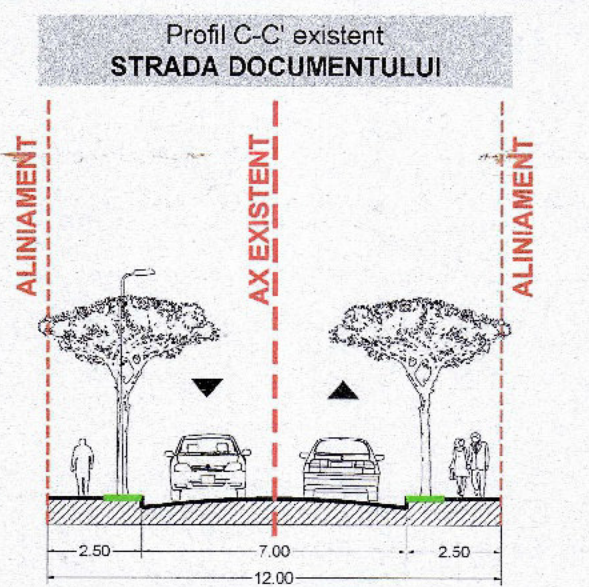 Profil C-C' existent
STRADA DOCUMENTULUI
ALINIAMENT
AX EXISTENT
ALINIAMENT
2.50
7.00
2.50
12.00